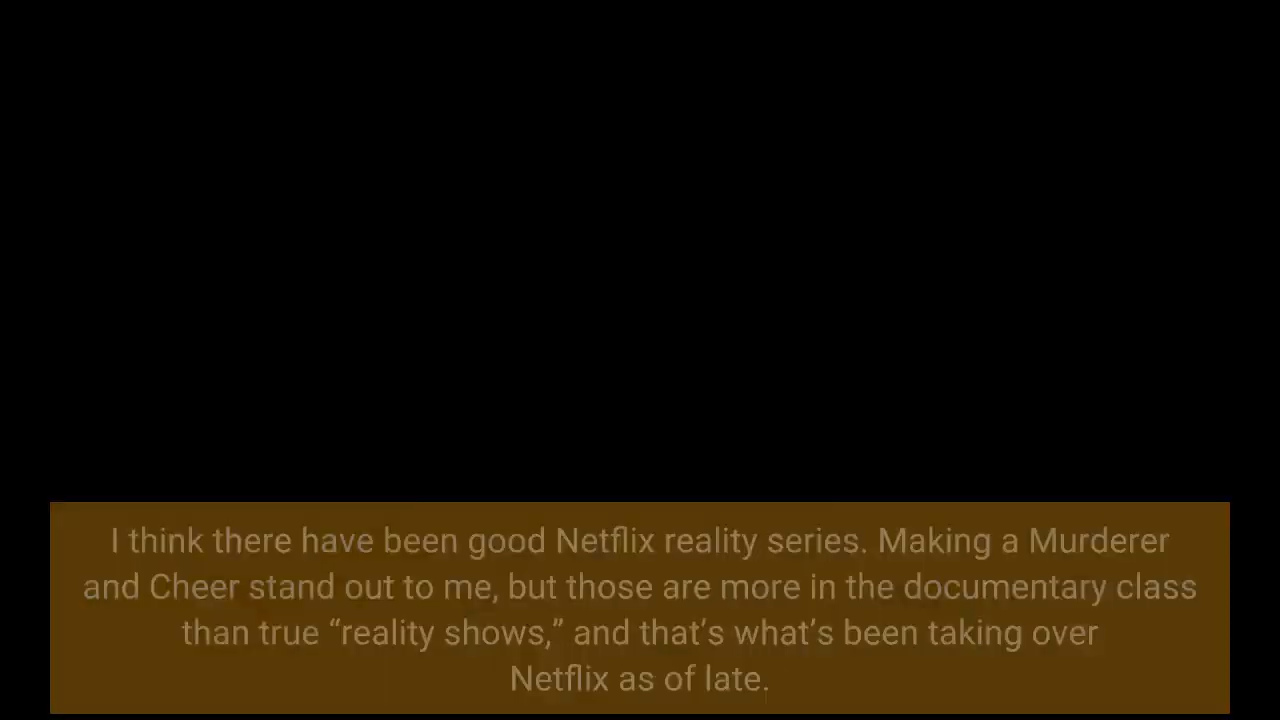 I think there have been good Netflix reality series. Making a Murderer
and Cheer stand out to me, but those are more in the documentary class
than true “reality shows,” and that’s what’s been taking over
Netflix as of late.